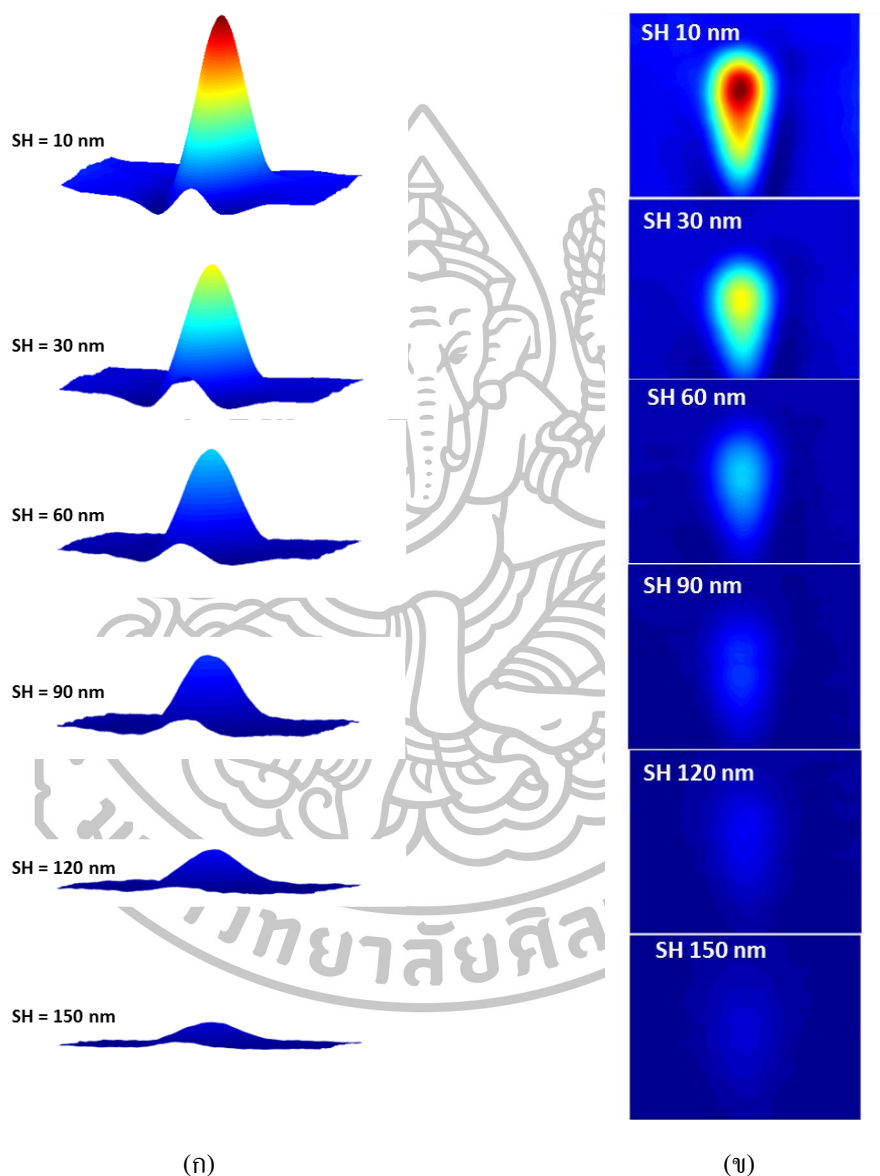 SH = 10 nm
SH = 30 nm
SH = 60 nm
SH = 90 nm
SH = 120 nm
SH = 150 nm
(ก)
SH 10 nm
SH 30 nm
SH 60 nm
SH 90 nm
SH 120 nm
SH 150 nm
(ข)